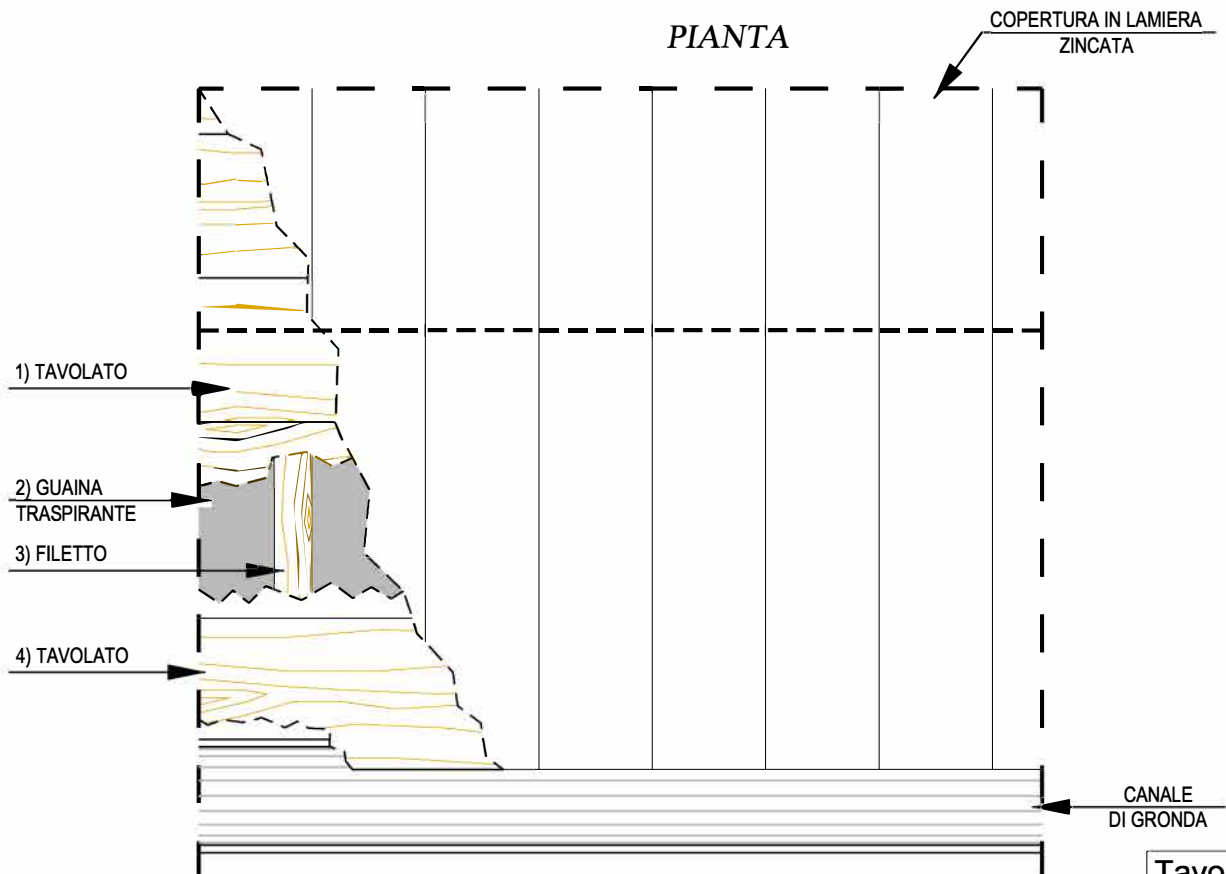 PIANTA
COPERTURA IN LAMIERA
ZINCATA
1) TAVOLATO
2) GUAINA
TRASPIRANTE
3) FILETTO
4) TAVOLATO
CANALE
DI GRONDA